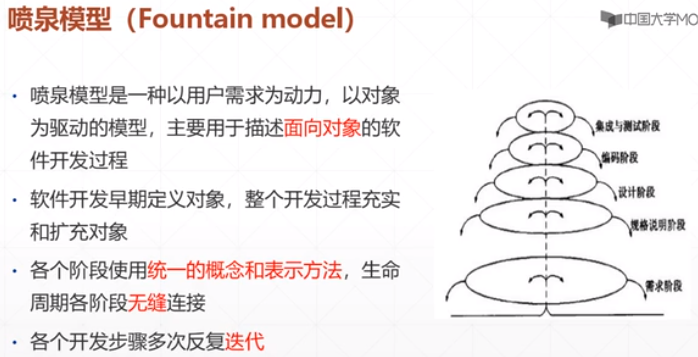 喷泉模型（Fountain model）
中国大学MO
• 喷泉模型是一种以用户需求为动力，以对象
为驱动的模型，主要用于描述面向对象的软
件开发过程
• 软件开发早期定义对象，整个开发过程充实
和扩充对象
• 各个阶段使用统一的概念和表示方法，生命
周期各阶段无缝连接
• 各个开发步骤多次反复迭代
集成与测试阶段
编码阶段
设计阶段
规格说明阶段
需求阶段